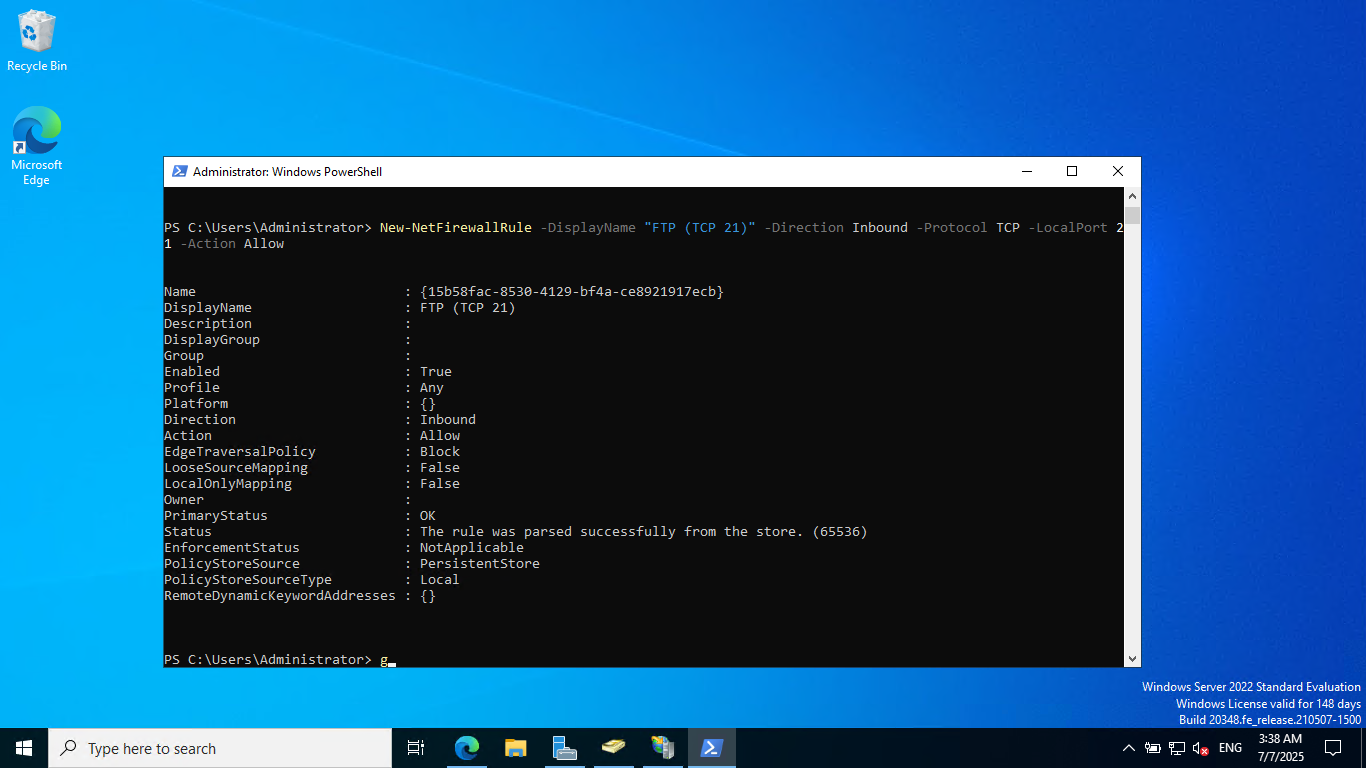 Recycle Bin
Microsoft
Edge
Administrator: Windows PowerShell
PS C:\Users\Administrator> New-NetFirewallRule -DisplayName "FTP (TCP 21)" -Direction Inbound -Protocol TCP -LocalPort 2
1 -Action Allow
Name : {15b58fac-8530-4129-bf4a-ce8921917ecb}
DisplayName : FTP (TCP 21)
Description :
DisplayGroup :
Group :
Enabled : True
Profile : Any
Platform : {}
Direction : Inbound
Action : Allow
EdgeTraversalPolicy : Block
LooseSourceMapping : False
LocalOnlyMapping : False
Owner :
PrimaryStatus : OK
Status : The rule was parsed successfully from the store. (65536)
EnforcementStatus : NotApplicable
PolicyStoreSource : PersistentStore
PolicyStoreSourceType : Local
RemoteDynamicKeywordAddresses : {}
PS C:\Users\Administrator> g
Windows Server 2022 Standard Evaluation
Windows License valid for 148 days
Build 20348.fe_release.210507-1500
Type here to search
ENG
3:38 AM
7/7/2025